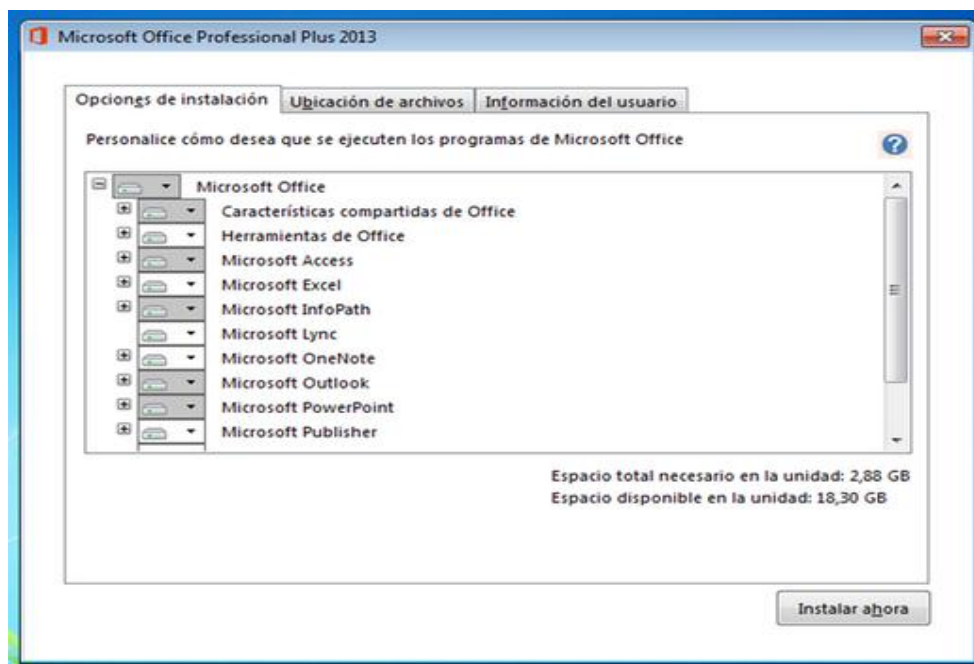 Microsoft Office Professional Plus 2013
Opciones de instalación
Ubicación de archivos
Información del usuario
Personalice cómo desea que se ejecuten los programas de Microsoft Office
Microsoft Office
Características compartidas de Office
Herramientas de Office
Microsoft Access
Microsoft Excel
Microsoft InfoPath
Microsoft Lync
Microsoft OneNote
Microsoft Outlook
Microsoft PowerPoint
Microsoft Publisher
Espacio total necesario en la unidad: 2,88 GB
Espacio disponible en la unidad: 18,30 GB
Instalar ahora